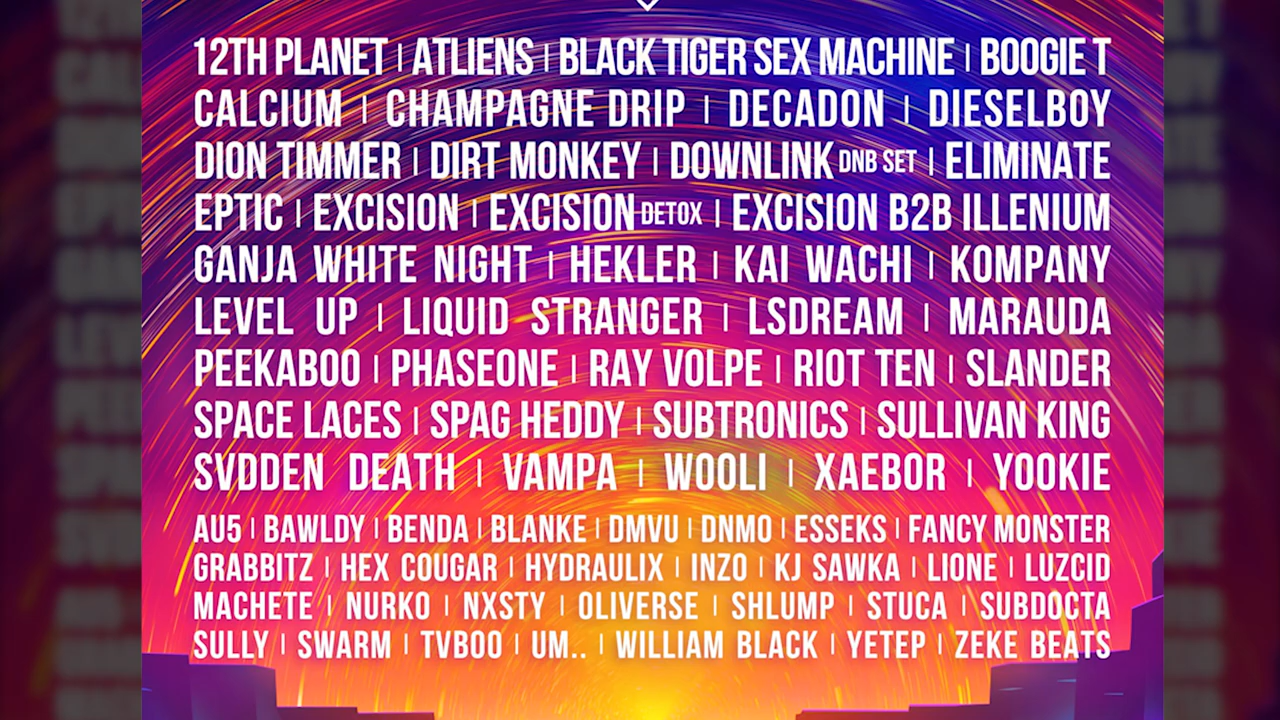 12TH PLANET | ATLIENS | BLACK TIGER SEX MACHINE | BOOGIE T
CALCIUM | CHAMPAGNE DRIP | DECADON | DIESELBOY
DION TIMMER | DIRT MONKEY | DOWNLINK DNB SET | ELIMINATE
EPTIC | EXCISION | EXCISION DETOX | EXCISION B2B ILLENIUM
GANJA WHITE NIGHT | HEKLER | KAI WACHI | KOMPANY
LEVEL UP | LIQUID STRANGER | LSDREAM | MARAUDA
PEEKABOO | PHASEONE | RAY VOLPE | RIOT TEN | SLANDER
SPACE LACES | SPAG HEDDY | SUBTRONICS | SULLIVAN KING
SVDDEN DEATH | VAMPA | WOOLI | XAEBOR | YOOKIE
AU5 | BAWLDY | BENDA | BLANKE | DMVU | DNMO | ESSEKS | FANCY MONSTER
GRABBITZ | HEX COUGAR | HYDRAULIX | INZO | KJ SAWKA | LIONE | LUZCID
MACHETE | NURKO | NXSTY | OLIVERSE | SHLUMP | STUCA | SUBDOCTA
SULLY | SWARM | TVBOO | UM.. | WILLIAM BLACK | YETEP | ZEKE BEATS